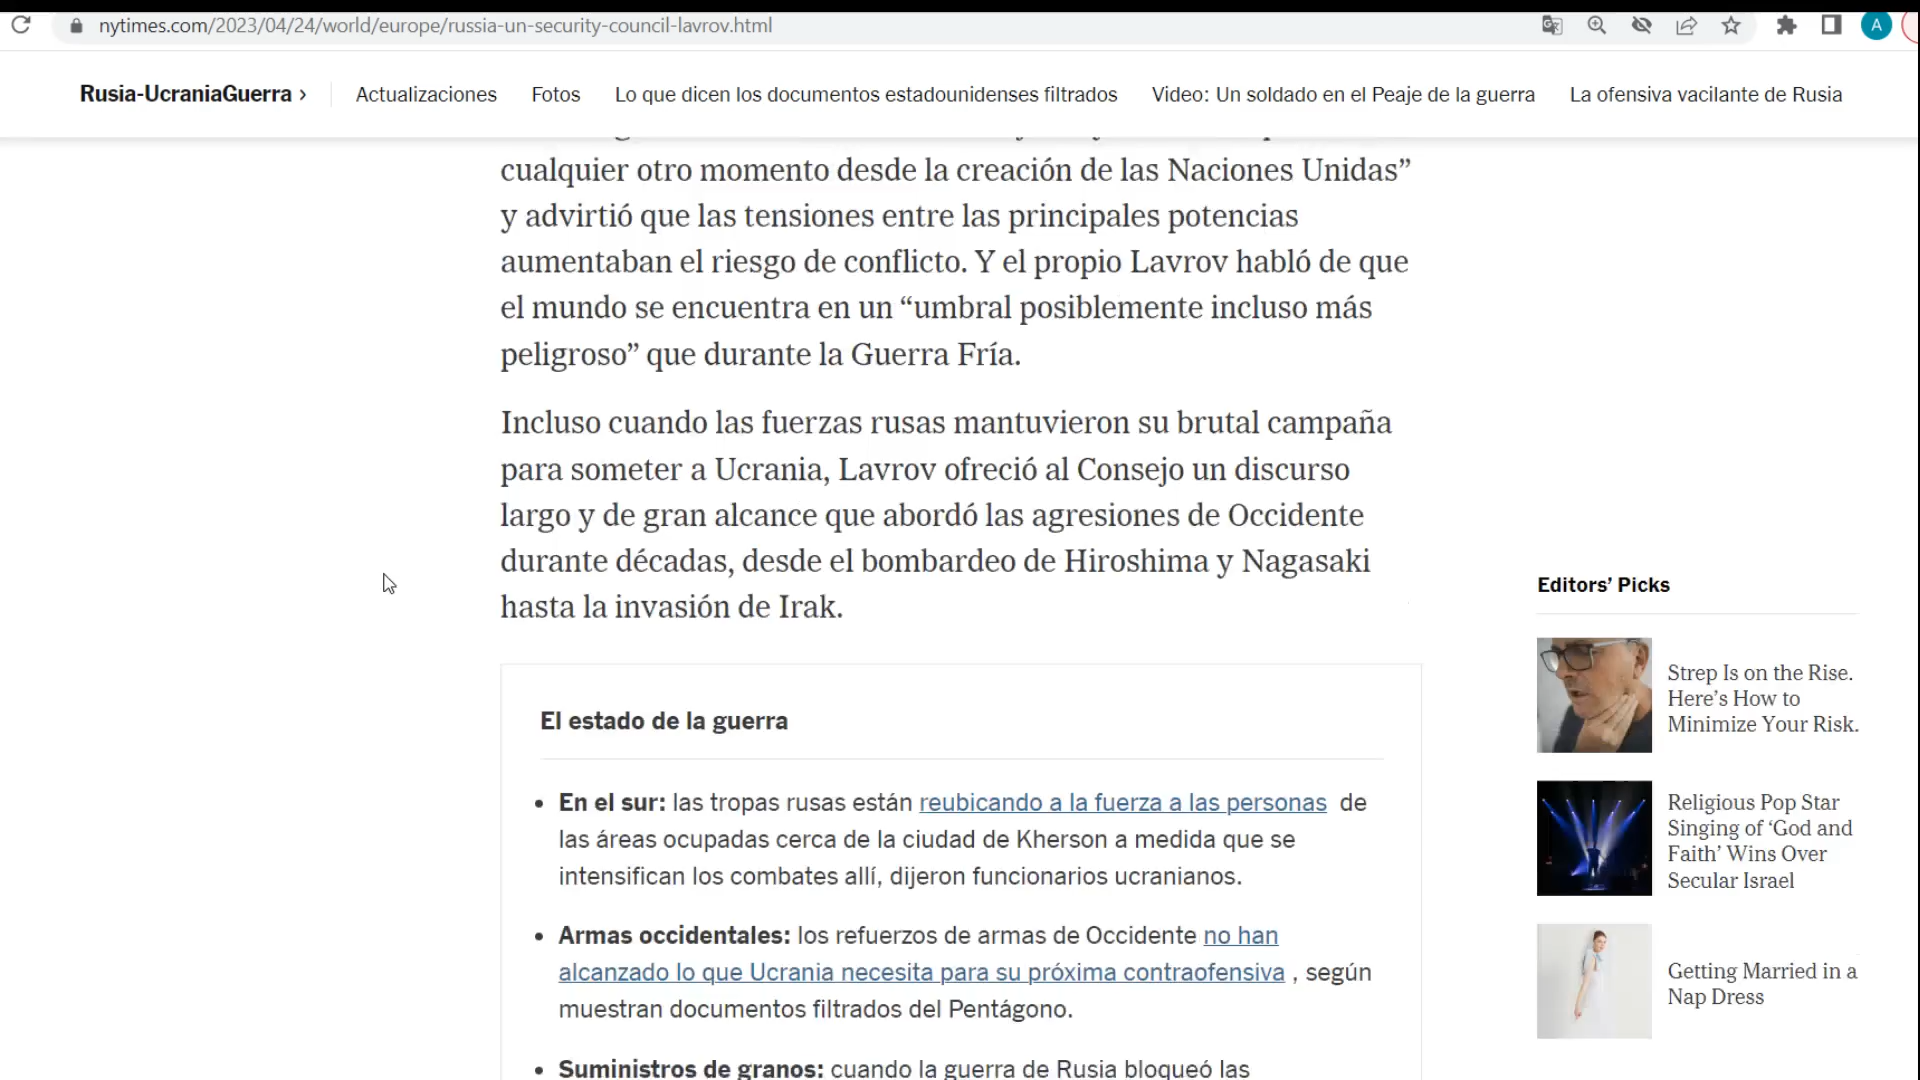 nytimes.com/2023/04/24/world/europe/russia-un-security-council-lavrov.html
A
Rusia-UcraniaGuerra ›
Actualizaciones
Fotos
Lo que dicen los documentos estadounidenses filtrados
Video: Un soldado en el Peaje de la guerra
La ofensiva vacilante de Rusia
cualquier otro momento desde la creación de las Naciones Unidas”
y advirtió que las tensiones entre las principales potencias
aumentaban el riesgo de conflicto. Y el propio Lavrov habló de que
el mundo se encuentra en un “umbral posiblemente incluso más
peligroso” que durante la Guerra Fría.
Incluso cuando las fuerzas rusas mantuvieron su brutal campaña
para someter a Ucrania, Lavrov ofreció al Consejo un discurso
largo y de gran alcance que abordó las agresiones de Occidente
durante décadas, desde el bombardeo de Hiroshima y Nagasaki
hasta la invasión de Irak.
El estado de la guerra
• En el sur: las tropas rusas están reubicando a la fuerza a las personas de
las áreas ocupadas cerca de la ciudad de Kherson a medida que se
intensifican los combates allí, dijeron funcionarios ucranianos.
• Armas occidentales: los refuerzos de armas de Occidente no han
alcanzado lo que Ucrania necesita para su próxima contraofensiva , según
muestran documentos filtrados del Pentágono.
• Suministros de granos: cuando la guerra de Rusia bloqueó las
Editors’ Picks
Strep Is on the Rise.
Here’s How to
Minimize Your Risk.
Religious Pop Star
Singing of ‘God and
Faith’ Wins Over
Secular Israel
Getting Married in a
Nap Dress